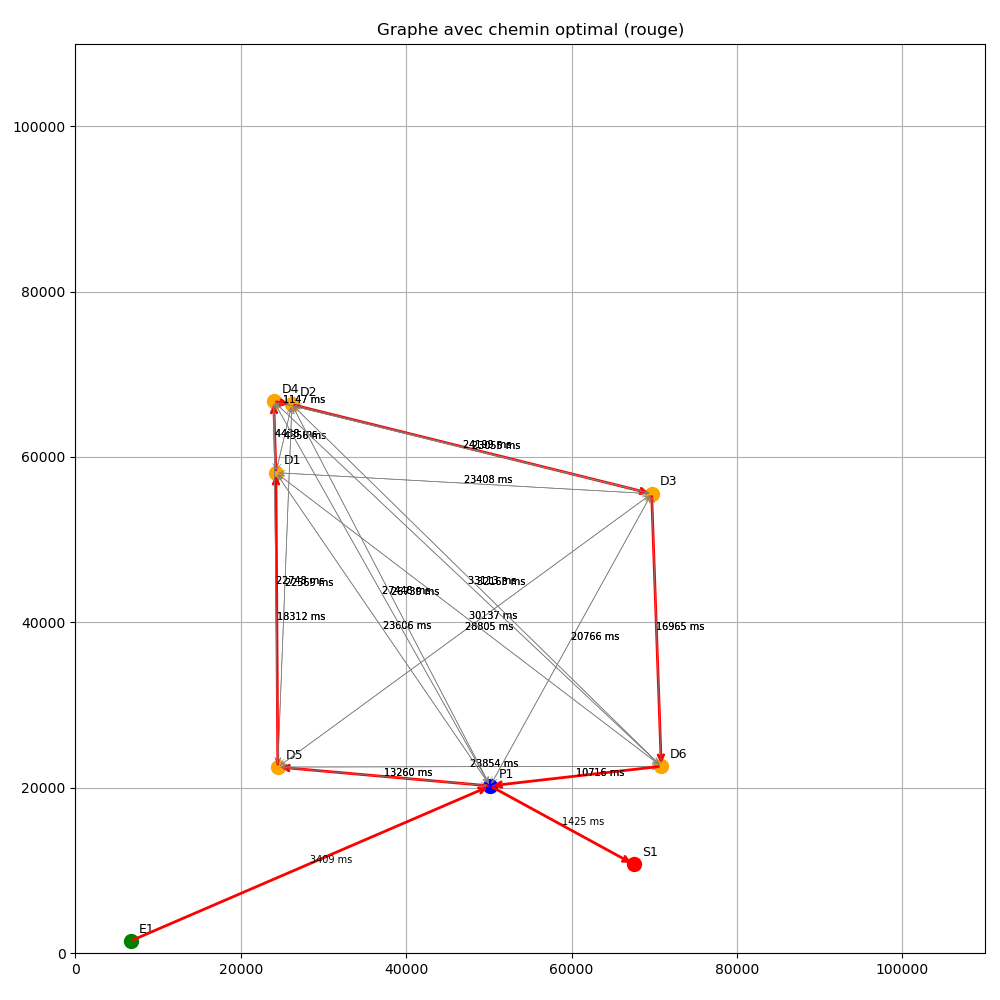 Graphe avec chemin optimal (rouge)
100000
80000
D4
D2
1147 ms
D1
60000
D3
23408 ms
18312 ms
40000
23606 ms
30137 ms
28805 ms
20766 ms
16965 ms
D5
23854 ms
D6
13260 ms
P1
10716 ms
20000
1425 ms
S1
3409 ms
E1
0
0 20000 40000 60000 80000 100000